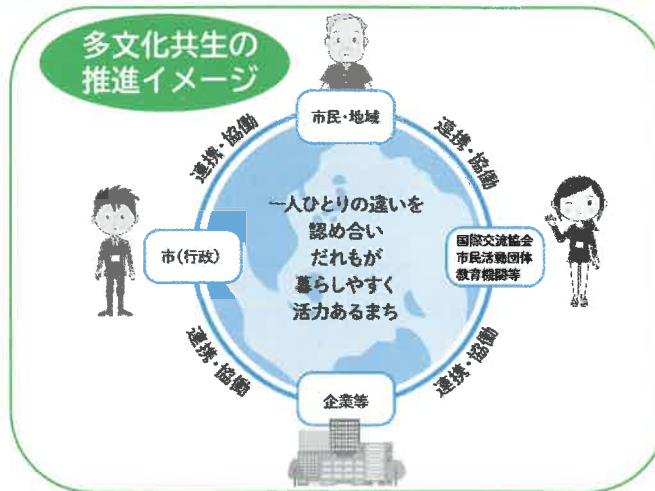 多文化共生の
推進イメージ
市民・地域
連携・協働
連携・協働
一人ひとりの違いを
認め合い
だれもが
暮らしやすく
活力あるまち
市(行政)
国際交流協会
市民活動団体
教育機関等
連携・協働
連携・協働
企業等